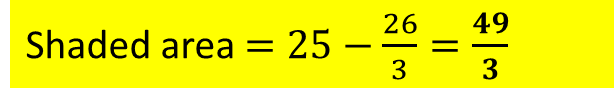 Shaded area = 25 − 26/3 = 49/3